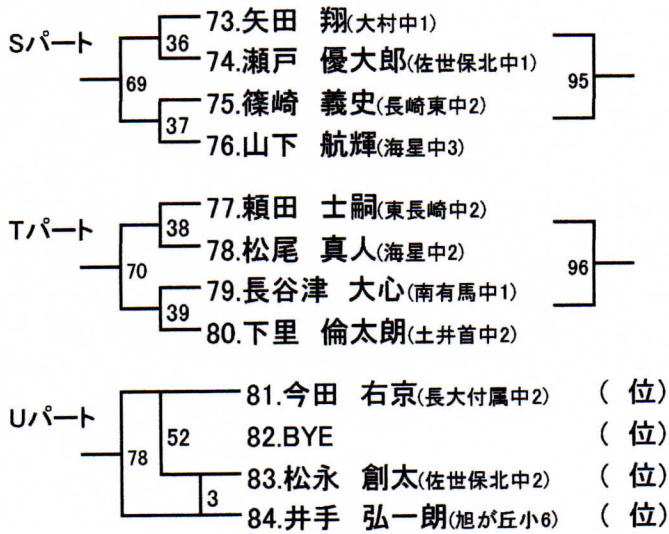 Sパート
73.矢田 翔(大村中1)
36
74.瀬戸 優大郎(佐世保北中1)
69
95
75.篠崎 義史(長崎東中2)
37
76.山下 航輝(海星中3)
Tパート
77.頼田 士嗣(東長崎中2)
38
78.松尾 真人(海星中2)
70
96
79.長谷津 大心(南有馬中1)
39
80.下里 倫太朗(土井首中2)
Uパート
81.今田 右京(長大付属中2) ( 位)
52
82.BYE ( 位)
78
83.松永 創太(佐世保北中2) ( 位)
3
84.井手 弘一朗(旭が丘小6) ( 位)